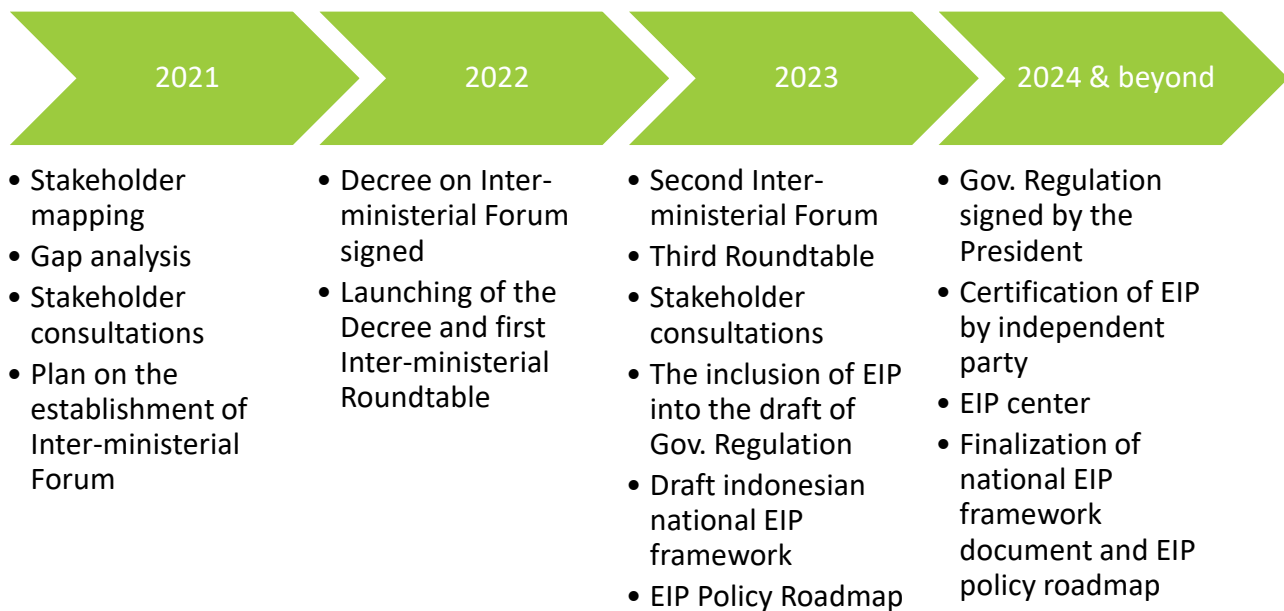 2021
2022
2023
2024 & beyond
• Stakeholder
mapping
• Gap analysis
• Stakeholder
consultations
• Plan on the
establishment of
Inter-ministerial
Forum
• Decree on Inter-
ministerial Forum
signed
• Launching of the
Decree and first
Inter-ministerial
Roundtable
• Second Inter-
ministerial Forum
• Third Roundtable
• Stakeholder
consultations
• The inclusion of EIP
into the draft of
Gov. Regulation
• Draft indonesian
national EIP
framework
• EIP Policy Roadmap
• Gov. Regulation
signed by the
President
• Certification of EIP
by independent
party
• EIP center
• Finalization of
national EIP
framework
document and EIP
policy roadmap